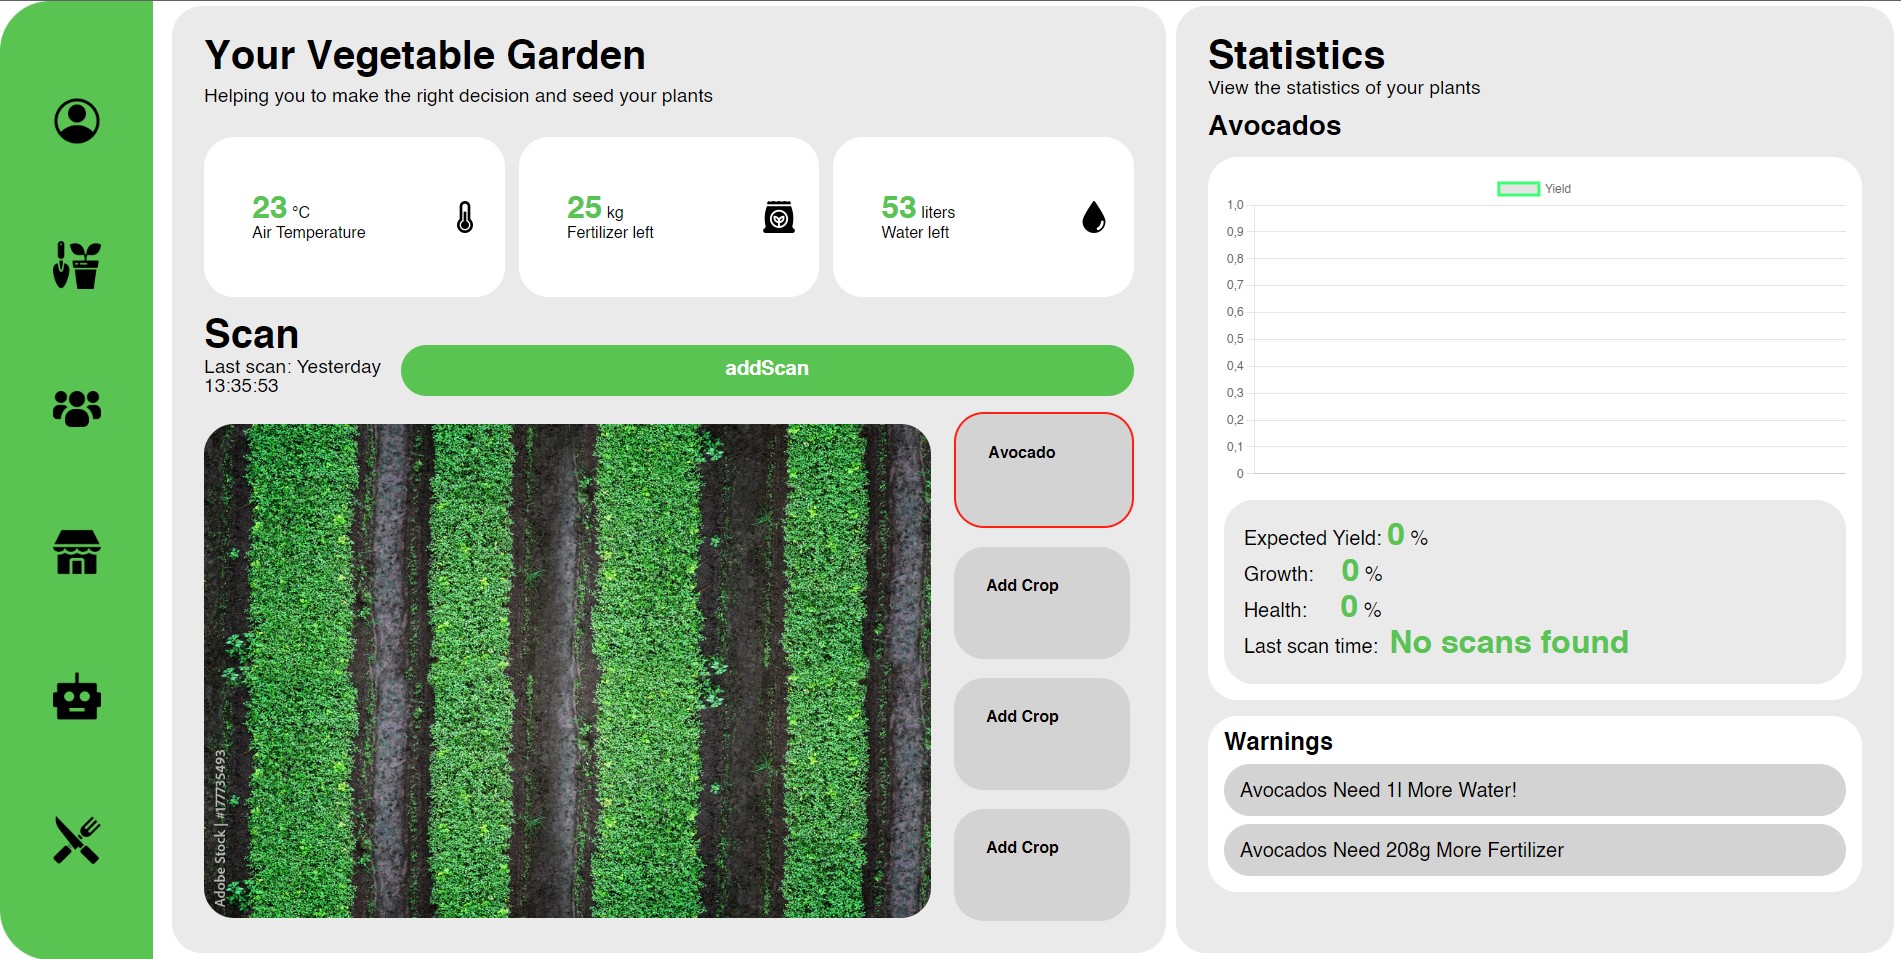 Your Vegetable Garden
Helping you to make the right decision and seed your plants
23 °C
Air Temperature
25 kg
Fertilizer left
53 liters
Water left
Scan
Last scan: Yesterday
13:35:53
addScan
Adobe Stock | #177735493
Avocado
Add Crop
Add Crop
Add Crop
Statistics
View the statistics of your plants
Avocados
Yield
1,0
0,9
0,8
0,7
0,6
0,5
0,4
0,3
0,2
0,1
0
Expected Yield: 0 %
Growth: 0 %
Health: 0 %
Last scan time: No scans found
Warnings
Avocados Need 1l More Water!
Avocados Need 208g More Fertilizer